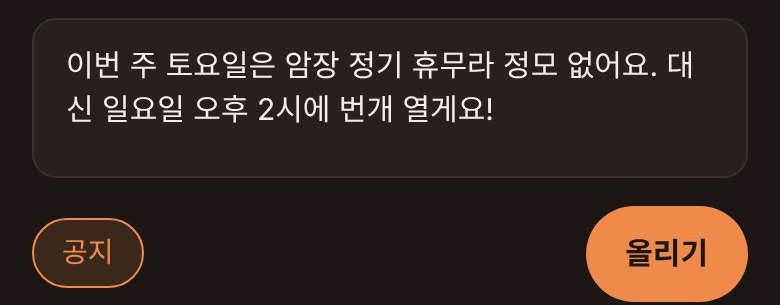 이번 주 토요일은 암장 정기 휴무라 정모 없어요. 대
신 일요일 오후 2시에 번개 열게요!
공지
올리기